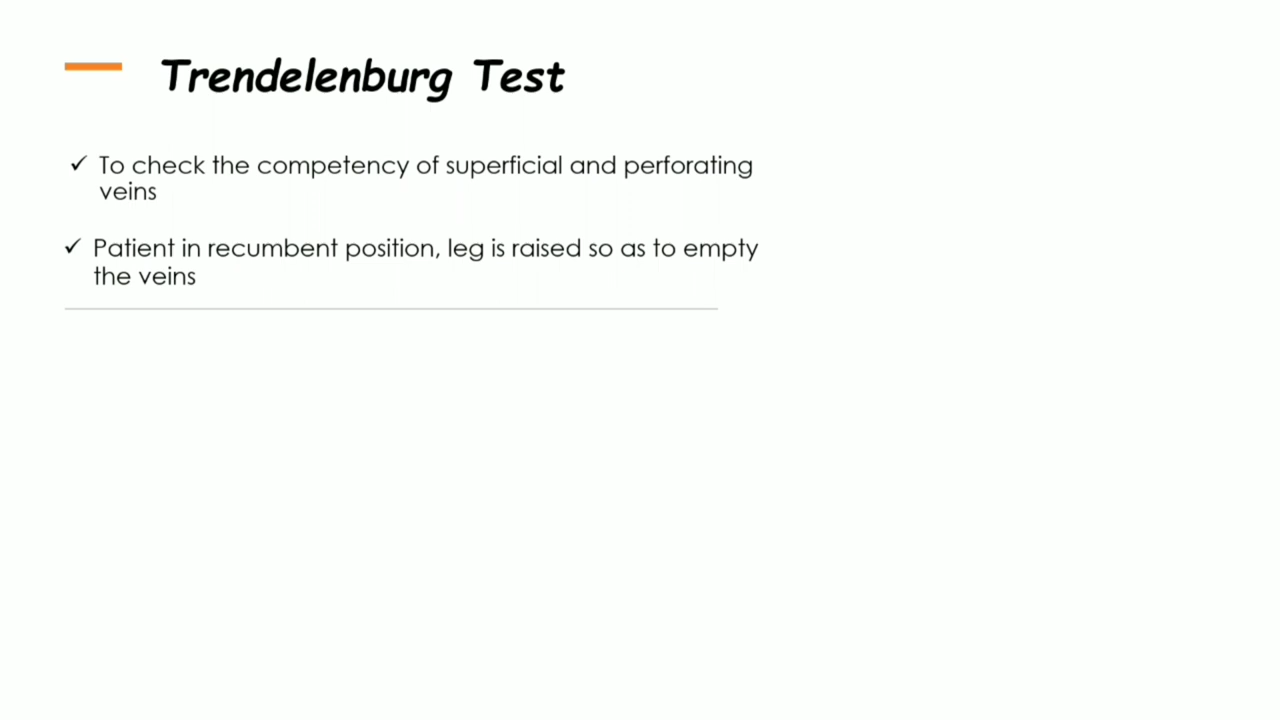 Trendelenburg Test
✓ To check the competency of superficial and perforating
veins
✓ Patient in recumbent position, leg is raised so as to empty
the veins